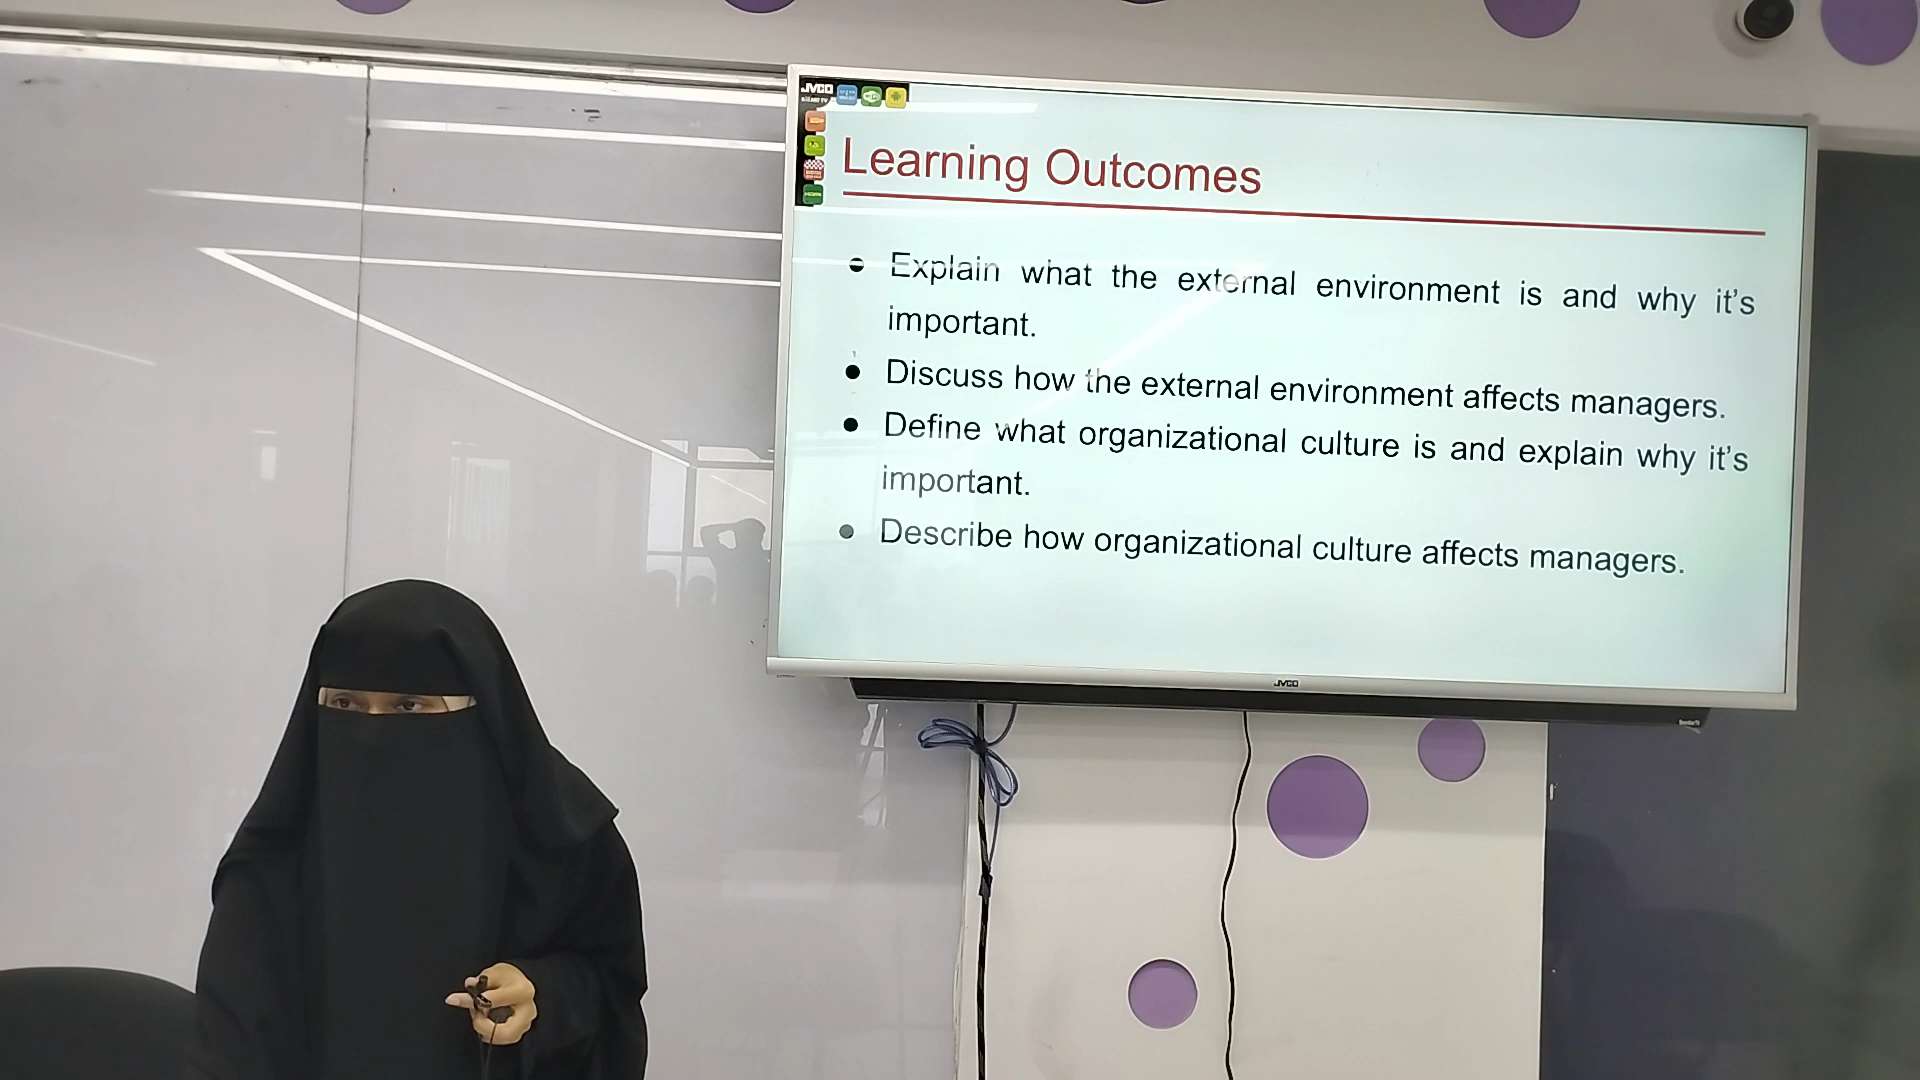 JVCO
Learning Outcomes
• Explain what the external environment is and why it's
important.
• Discuss how the external environment affects managers.
• Define what organizational culture is and explain why it's
important.
• Describe how organizational culture affects managers.
JVCO